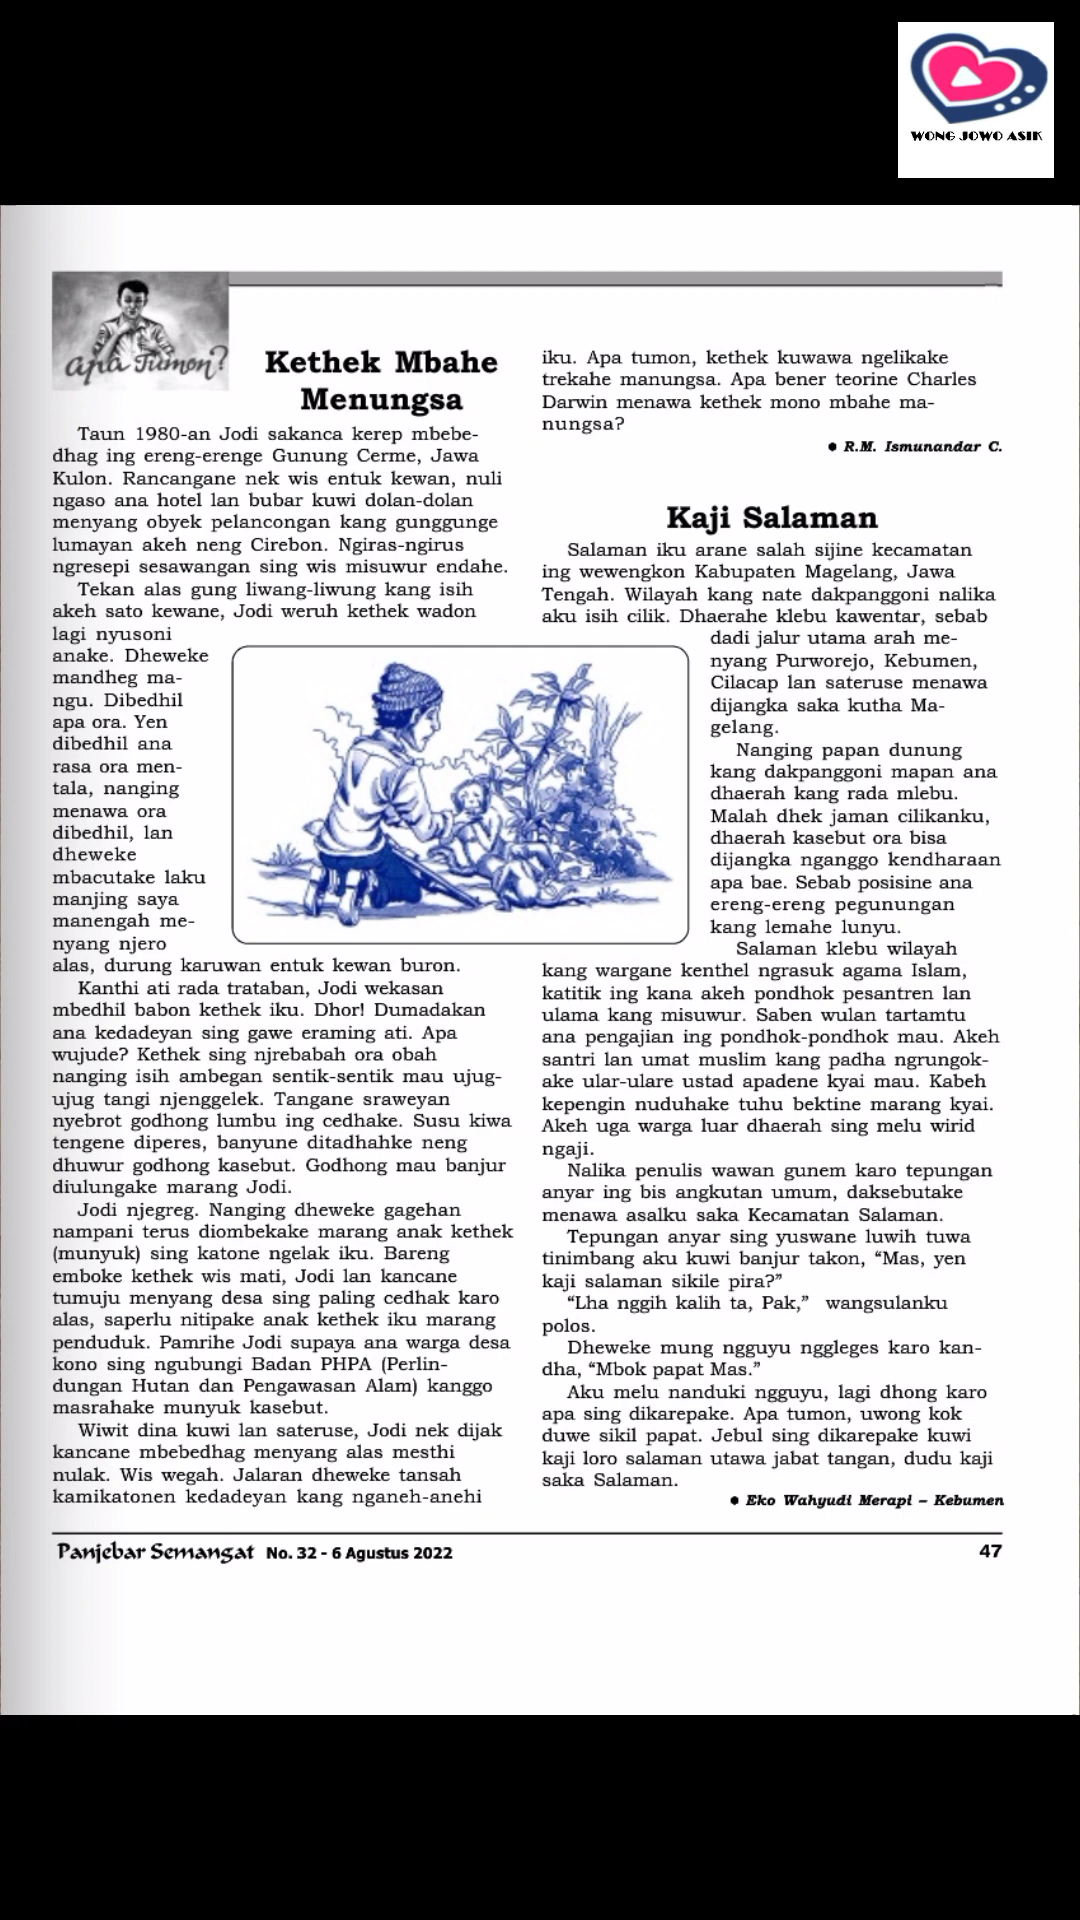 WONG JOWO ASIK
apa Tumon?
Kethek Mbahe
Menungsa
Taun 1980-an Jodi sakanca kerep mbebe-
dhag ing ereng-erenge Gunung Cerme, Jawa
Kulon. Rancangane nek wis entuk kewan, nuli
ngaso ana hotel lan bubar kuwi dolan-dolan
menyang obyek pelancongan kang gunggunge
lumayan akeh neng Cirebon. Ngiras-ngirus
ngresepi sesawangan sing wis misuwur endahe.
Tekan alas gung liwang-liwung kang isih
akeh sato kewane, Jodi weruh kethek wadon
lagi nyusoni
anake. Dheweke
mandheg ma-
ngu. Dibedhil
apa ora. Yen
dibedhil ana
rasa ora men-
tala, nanging
menawa ora
dibedhil, lan
dheweke
mbacutake laku
manjing saya
manengah me-
nyang njero
alas, durung karuwan entuk kewan buron.
Kanthi ati rada trataban, Jodi wekasan
mbedhil babon kethek iku. Dhor! Dumadakan
ana kedadeyan sing gawe eraming ati. Apa
wujude? Kethek sing njrebabah ora obah
nanging isih ambegan sentik-sentik mau ujug-
ujug tangi njenggelek. Tangane sraweyan
nyebrot godhong lumbu ing cedhake. Susu kiwa
tengene diperes, banyune ditadhahke neng
dhuwur godhong kasebut. Godhong mau banjur
diulungake marang Jodi.
Jodi njegreg. Nanging dheweke gagehan
nampani terus diombekake marang anak kethek
(munyuk) sing katone ngelak iku. Bareng
emboke kethek wis mati, Jodi lan kancane
tumuju menyang desa sing paling cedhak karo
alas, saperlu nitipake anak kethek iku marang
penduduk. Pamrihe Jodi supaya ana warga desa
kono sing ngubungi Badan PHPA (Perlin-
dungan Hutan dan Pengawasan Alam) kanggo
masrahake munyuk kasebut.
Wiwit dina kuwi lan sateruse, Jodi nek dijak
kancane mbebedhag menyang alas mesthi
nulak. Wis wegah. Jalaran dheweke tansah
kamikatonen kedadeyan kang nganeh-anehi
iku. Apa tumon, kethek kuwawa ngelikake
trekahe manungsa. Apa bener teorine Charles
Darwin menawa kethek mono mbahe ma-
nungsa?
● R.M. Ismunandar C.
Kaji Salaman
Salaman iku arane salah sijine kecamatan
ing wewengkon Kabupaten Magelang, Jawa
Tengah. Wilayah kang nate dakpanggoni nalika
aku isih cilik. Dhaerahe klebu kawentar, sebab
dadi jalur utama arah me-
nyang Purworejo, Kebumen,
Cilacap lan sateruse menawa
dijangka saka kutha Ma-
gelang.
Nanging papan dunung
kang dakpanggoni mapan ana
dhaerah kang rada mlebu.
Malah dhek jaman cilikanku,
dhaerah kasebut ora bisa
dijangka nganggo kendharaan
apa bae. Sebab posisine ana
ereng-ereng pegunungan
kang lemahe lunyu.
Salaman klebu wilayah
kang wargane kenthel ngrasuk agama Islam,
katitik ing kana akeh pondhok pesantren lan
ulama kang misuwur. Saben wulan tartamtu
ana pengajian ing pondhok-pondhok mau. Akeh
santri lan umat muslim kang padha ngrungok-
ake ular-ulare ustad apadene kyai mau. Kabeh
kepengin nuduhake tuhu bektine marang kyai.
Akeh uga warga luar dhaerah sing melu wirid
ngaji.
Nalika penulis wawan gunem karo tepungan
anyar ing bis angkutan umum, daksebutake
menawa asalku saka Kecamatan Salaman.
Tepungan anyar sing yuswane luwih tuwa
tinimbang aku kuwi banjur takon, “Mas, yen
kaji salaman sikile pira?”
“Lha nggih kalih ta, Pak,” wangsulanku
polos.
Dheweke mung ngguyu nggleges karo kan-
dha, “Mbok papat Mas.”
Aku melu nanduki ngguyu, lagi dhong karo
apa sing dikarepake. Apa tumon, uwong kok
duwe sikil papat. Jebul sing dikarepake kuwi
kaji loro salaman utawa jabat tangan, dudu kaji
saka Salaman.
● Eko Wahyudi Merapi – Kebumen
Panjebar Semangat No. 32 - 6 Agustus 2022
47